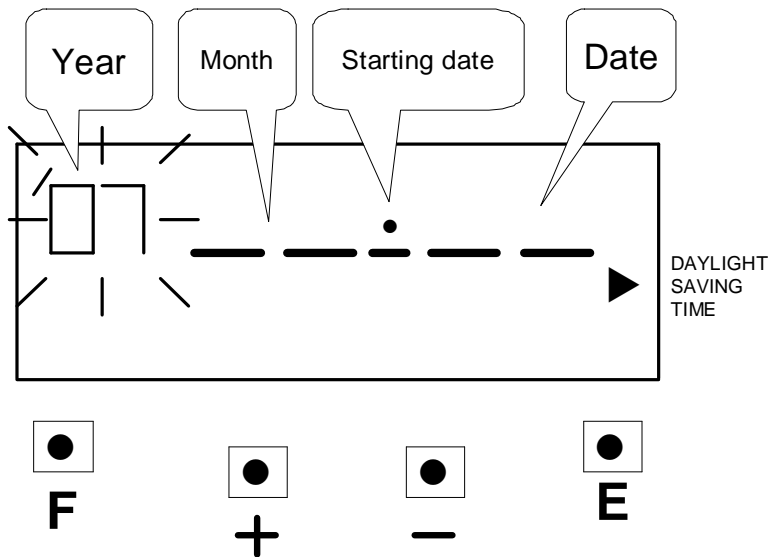 Year
Month
Starting date
Date
07
DAYLIGHT
SAVING
TIME
F
+
-
E